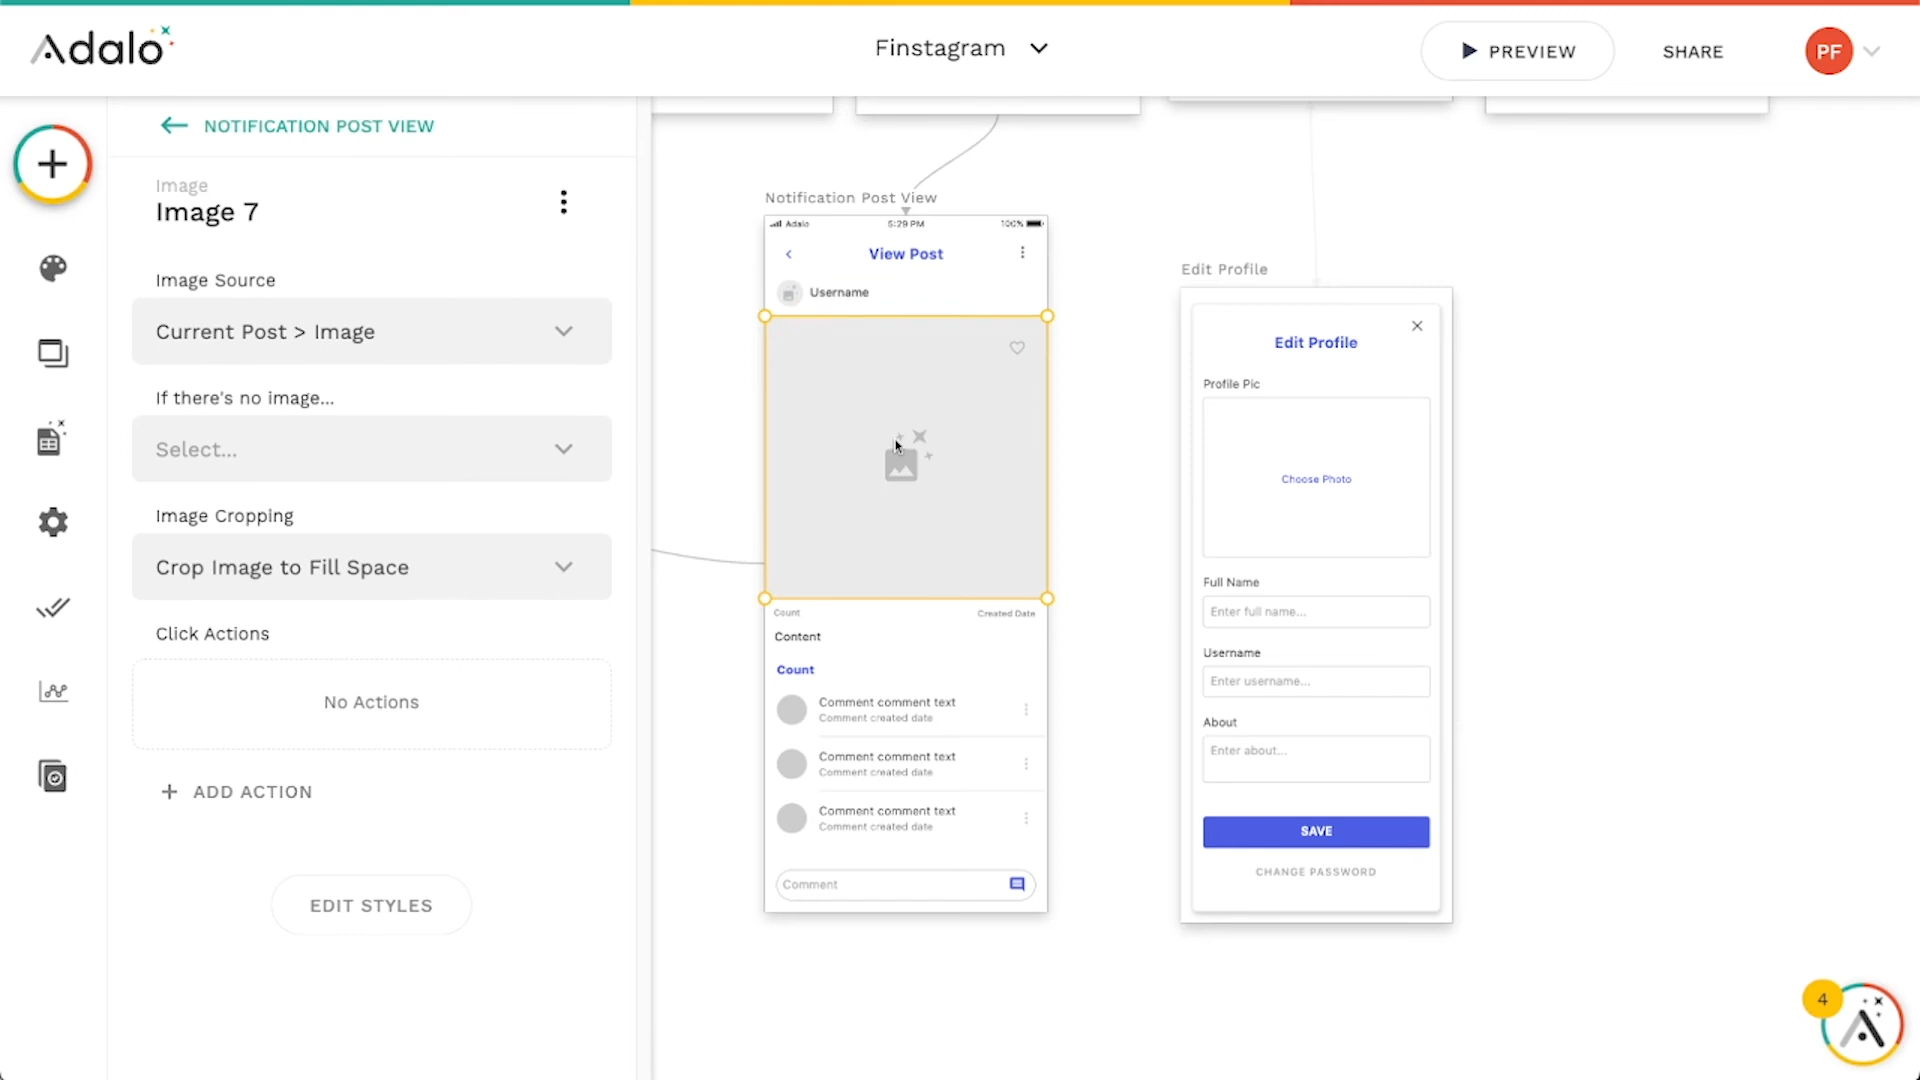 Adalo
Finstagram
PREVIEW
SHARE
PF
NOTIFICATION POST VIEW
Image
Image 7
Image Source
Current Post > Image
If there's no image...
Select...
Image Cropping
Crop Image to Fill Space
Click Actions
No Actions
+ ADD ACTION
EDIT STYLES
Notification Post View
Adalo 5:29 PM 100%
View Post
Username
Count Created Date
Content
Count
Comment comment text
Comment created date
Comment comment text
Comment created date
Comment comment text
Comment created date
Comment
Edit Profile
Edit Profile
Profile Pic
Choose Photo
Full Name
Enter full name...
Username
Enter username...
About
Enter about...
SAVE
CHANGE PASSWORD
4